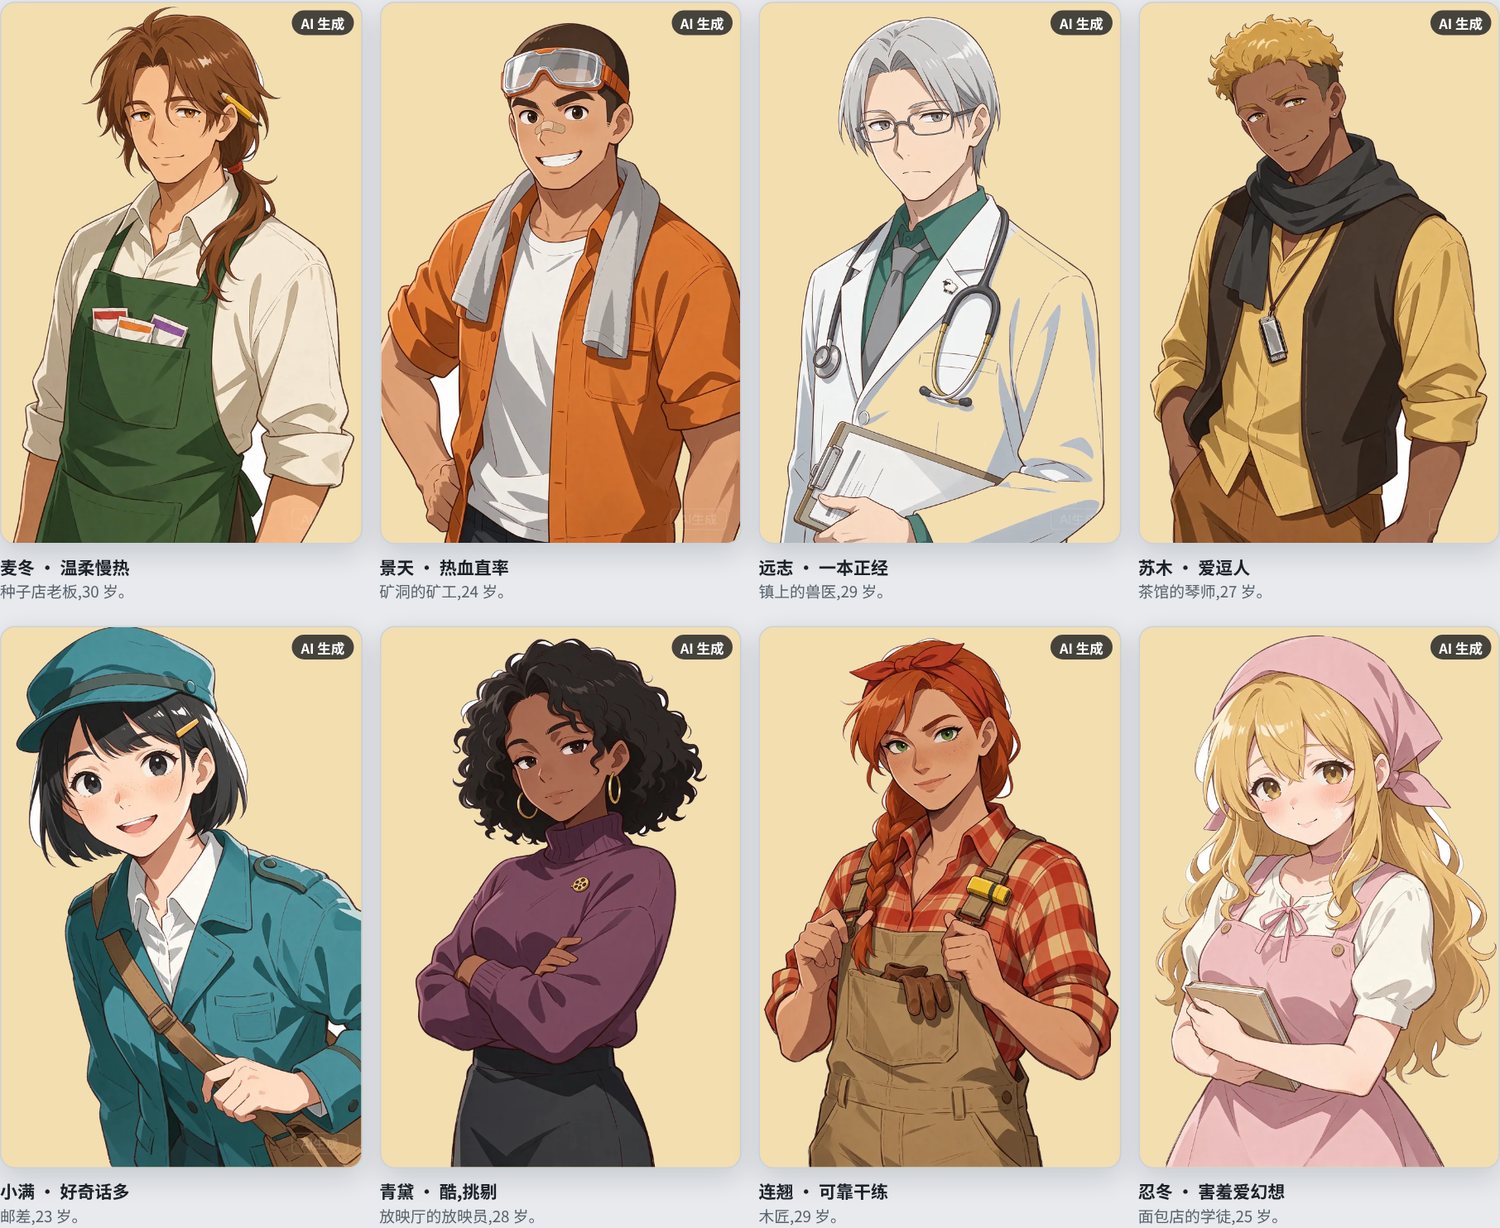 AI 生成
AI 生成
AI 生成
AI 生成
麦冬 · 温柔慢热
种子店老板,30 岁。
景天 · 热血直率
矿洞的矿工,24 岁。
远志 · 一本正经
镇上的兽医,29 岁。
苏木 · 爱逗人
茶馆的琴师,27 岁。
AI 生成
AI 生成
AI 生成
AI 生成
小满 · 好奇话多
邮差,23 岁。
青黛 · 酷,挑剔
放映厅的放映员,28 岁。
连翘 · 可靠干练
木匠,29 岁。
忍冬 · 害羞爱幻想
面包店的学徒,25 岁。